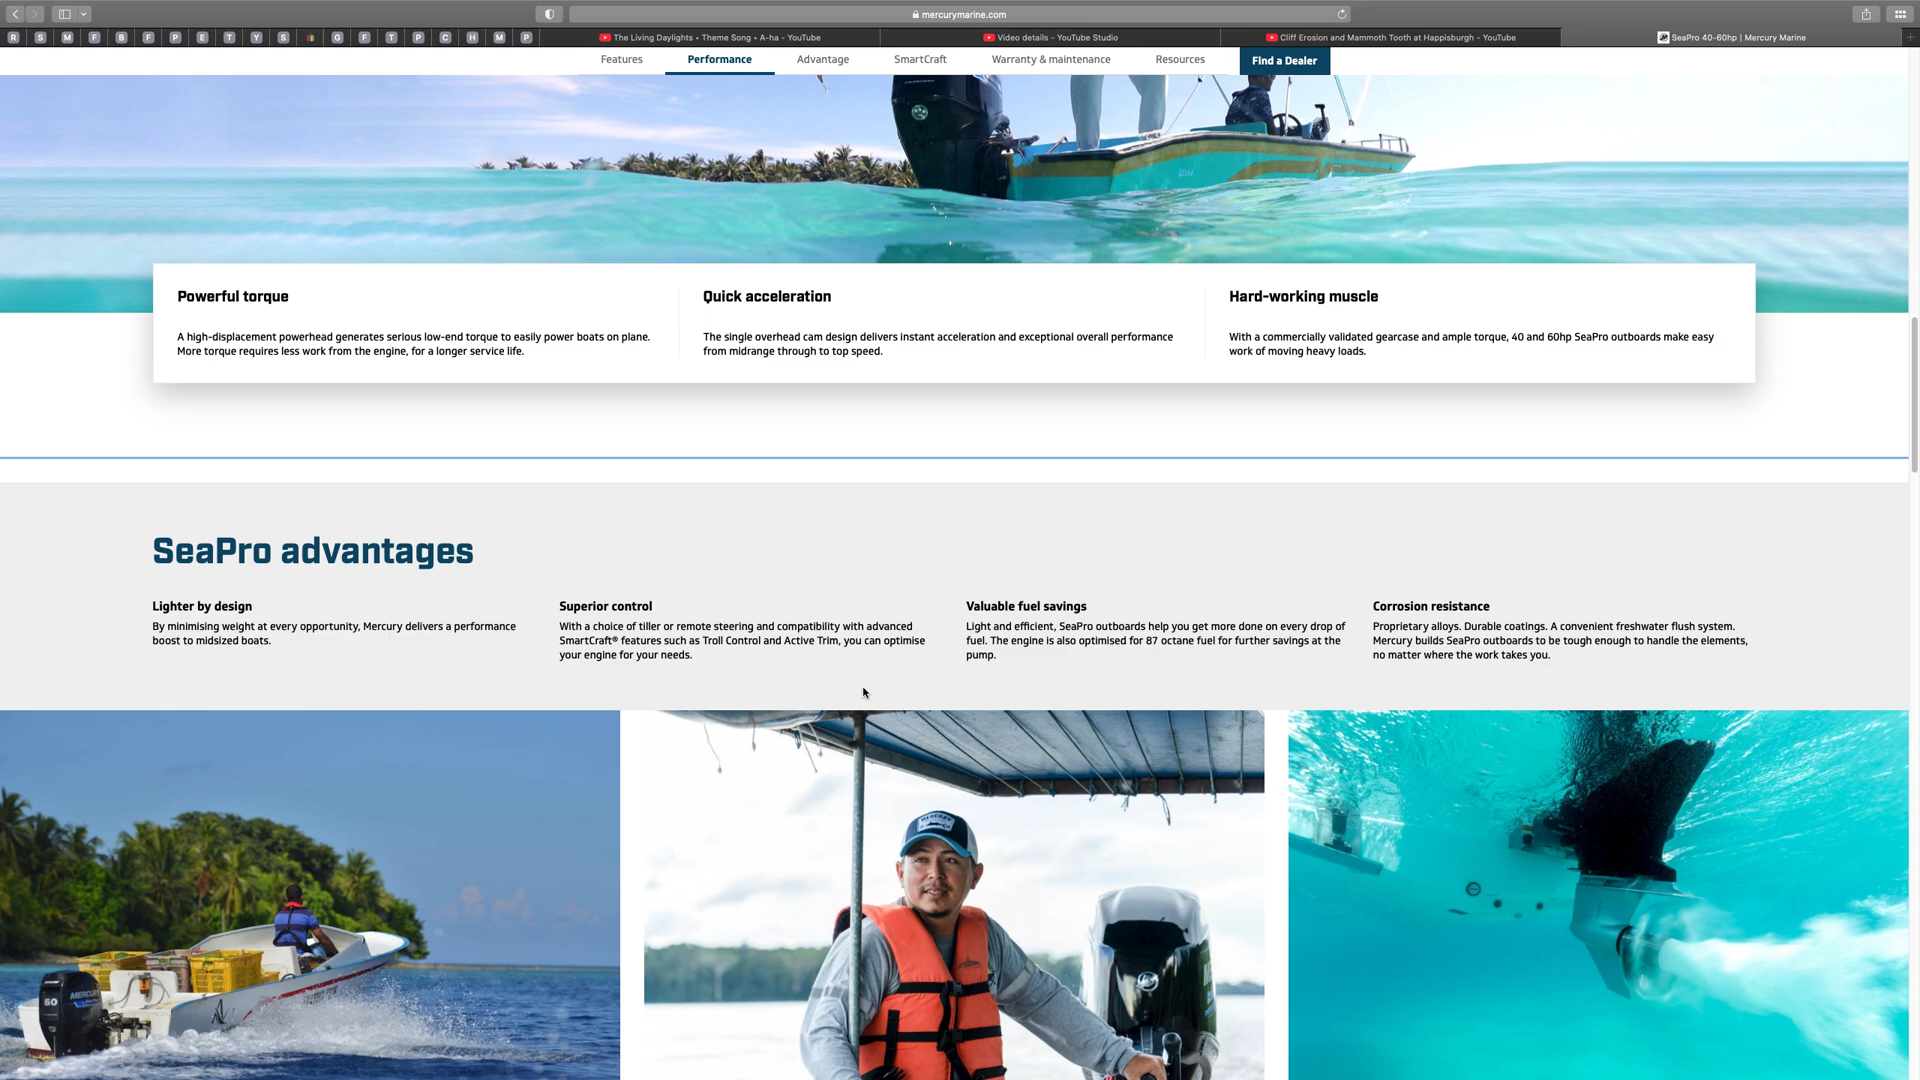 mercurymarine.com
R S M F B F P E T Y S G F T P C H M P
The Living Daylights • Theme Song • A-ha - YouTube
Video details - YouTube Studio
Cliff Erosion and Mammoth Tooth at Happisburgh - YouTube
SeaPro 40-60hp | Mercury Marine
Features Performance Advantage SmartCraft Warranty & maintenance Resources Find a Dealer
Powerful torque
A high-displacement powerhead generates serious low-end torque to easily power boats on plane.
More torque requires less work from the engine, for a longer service life.
Quick acceleration
The single overhead cam design delivers instant acceleration and exceptional overall performance
from midrange through to top speed.
Hard-working muscle
With a commercially validated gearcase and ample torque, 40 and 60hp SeaPro outboards make easy
work of moving heavy loads.
SeaPro advantages
Lighter by design
By minimising weight at every opportunity, Mercury delivers a performance
boost to midsized boats.
Superior control
With a choice of tiller or remote steering and compatibility with advanced
SmartCraft® features such as Troll Control and Active Trim, you can optimise
your engine for your needs.
Valuable fuel savings
Light and efficient, SeaPro outboards help you get more done on every drop of
fuel. The engine is also optimised for 87 octane fuel for further savings at the
pump.
Corrosion resistance
Proprietary alloys. Durable coatings. A convenient freshwater flush system.
Mercury builds SeaPro outboards to be tough enough to handle the elements,
no matter where the work takes you.
MERCURY
60
MERCURY